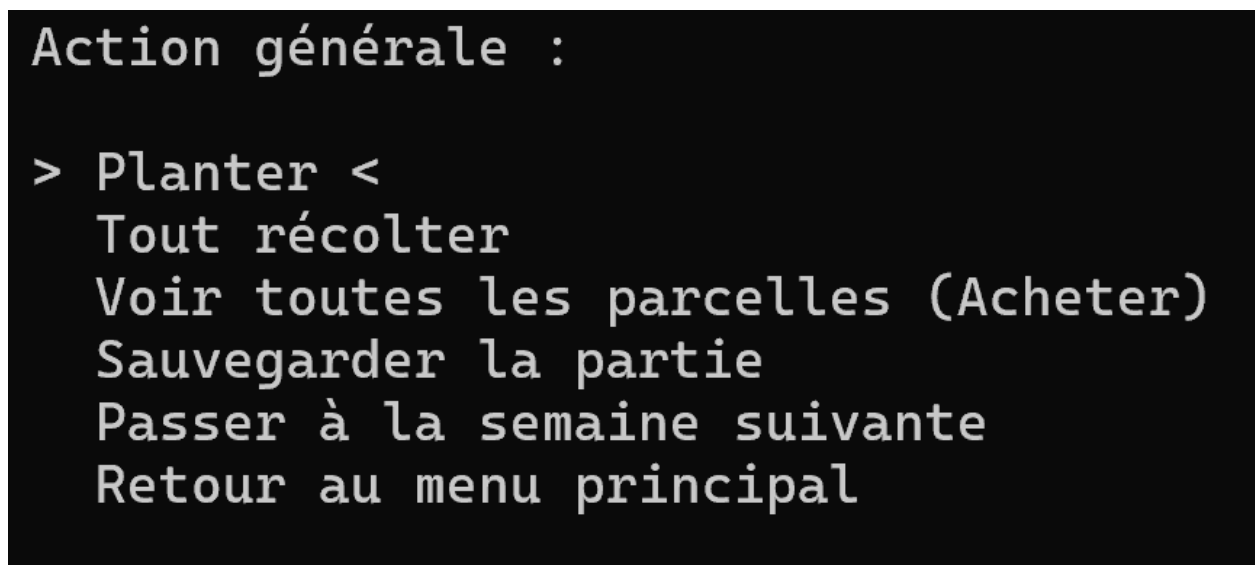 Action générale :
> Planter <
Tout récolter
Voir toutes les parcelles (Acheter)
Sauvegarder la partie
Passer à la semaine suivante
Retour au menu principal